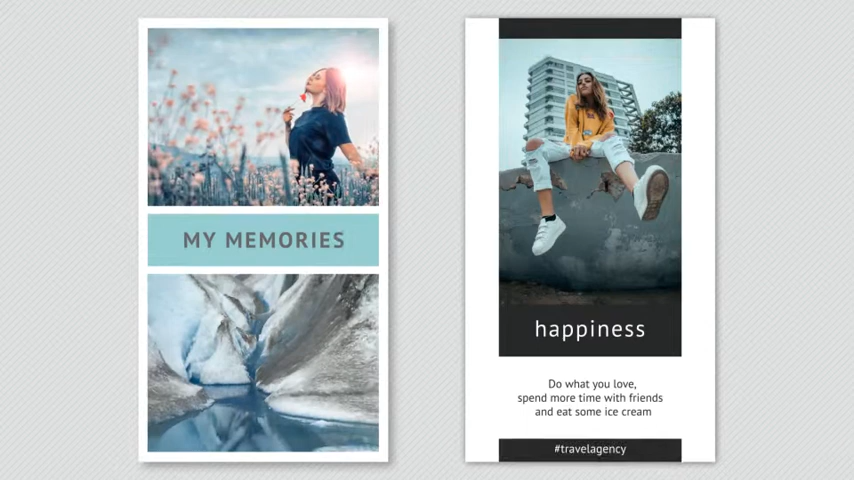 MY MEMORIES
happiness
Do what you love,
spend more time with friends
and eat some ice cream
#travelagency